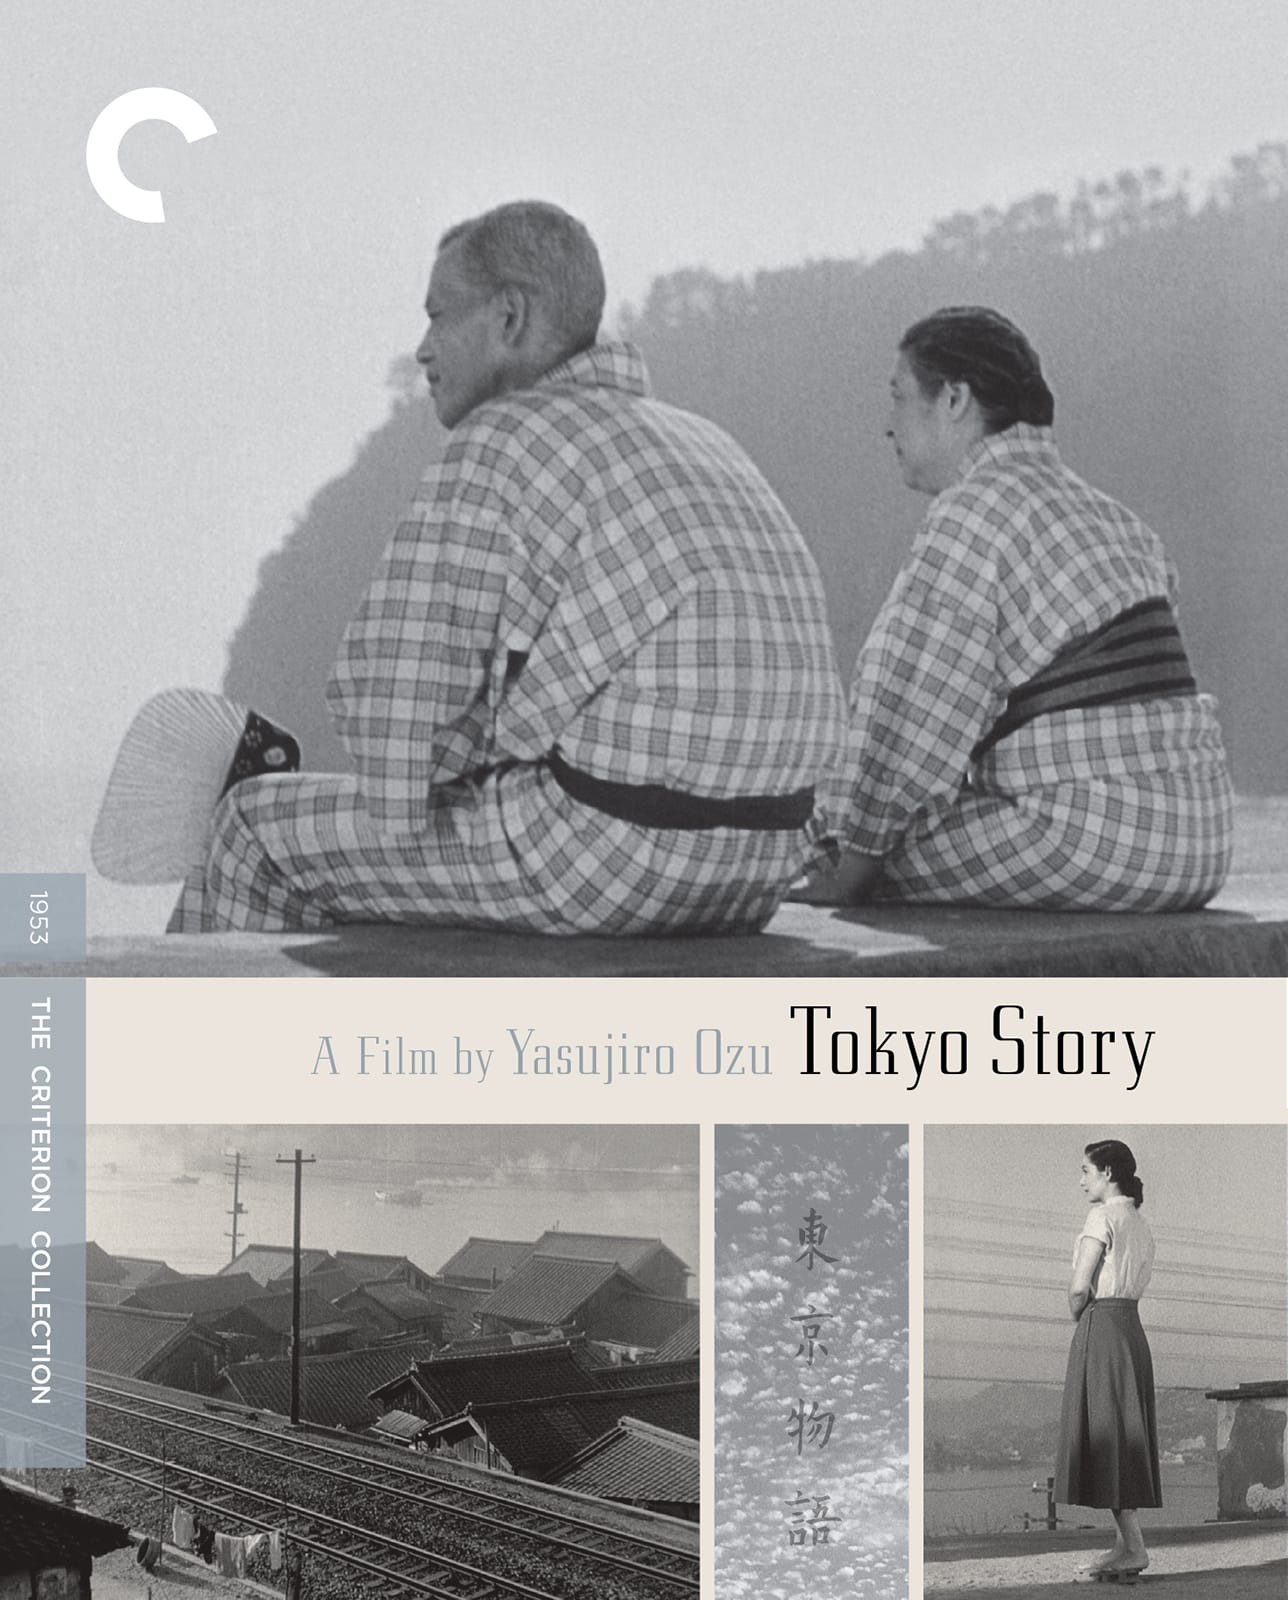 1953
THE CRITERION COLLECTION
A Film by Yasujiro Ozu Tokyo Story
東
京
物
語